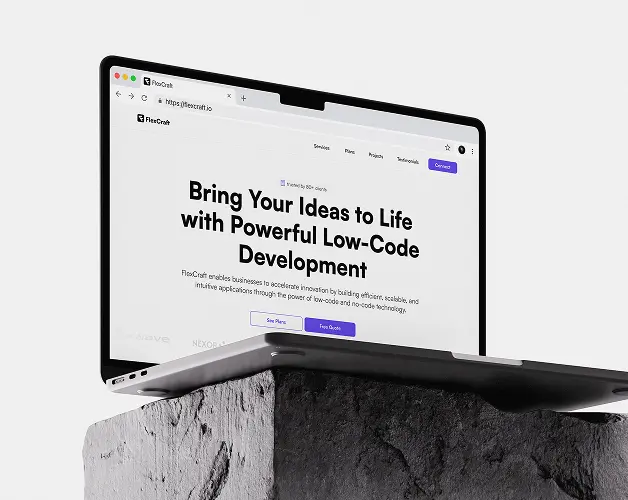 FlexCraft
https://flexcraft.io
FlexCraft
Services Plans Projects Testimonials Connect
trusted by 80+ clients
Bring Your Ideas to Life
with Powerful Low-Code
Development
FlexCraft enables businesses to accelerate innovation by building efficient, scalable, and
intuitive applications through the power of low-code and no-code technology.
See Plans Free Quote